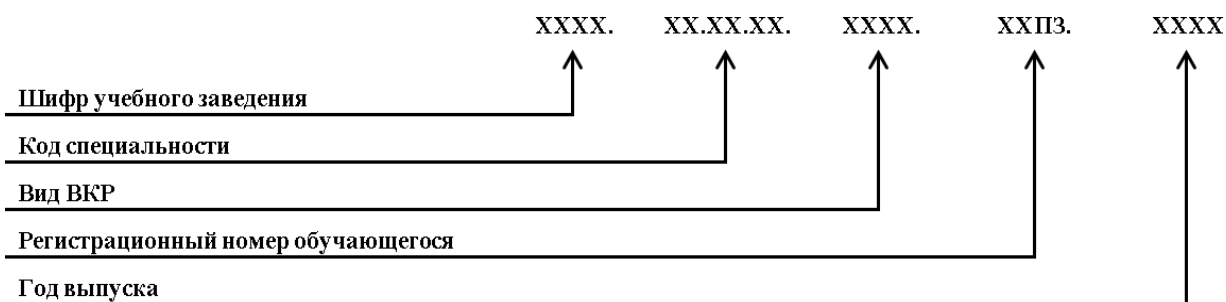 ХХХХ. ХХ.ХХ.ХХ. ХХХХ. ХХПЗ. ХХХХ
Шифр учебного заведения
Код специальности
Вид ВКР
Регистрационный номер обучающегося
Год выпуска